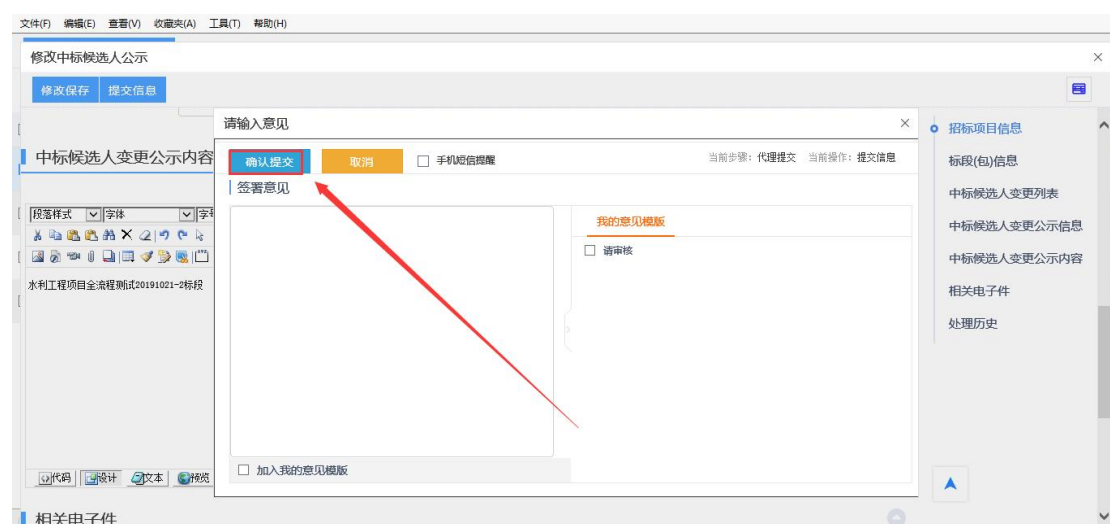 文件(F) 编辑(E) 查看(V) 收藏夹(A) 工具(T) 帮助(H)
修改中标候选人公示
修改保存 提交信息
请输入意见
招标项目信息
中标候选人变更公示内容
确认提交 取消 手机短信提醒 当前步骤：代理提交 当前操作：提交信息
标段(包)信息
签署意见
中标候选人变更列表
段落样式 字体 字号
我的意见模版
中标候选人变更公示信息
请审核
中标候选人变更公示内容
水利工程项目全流程测试20191021-2标段
相关电子件
处理历史
加入我的意见模版
代码 设计 文本 预览
相关电子件